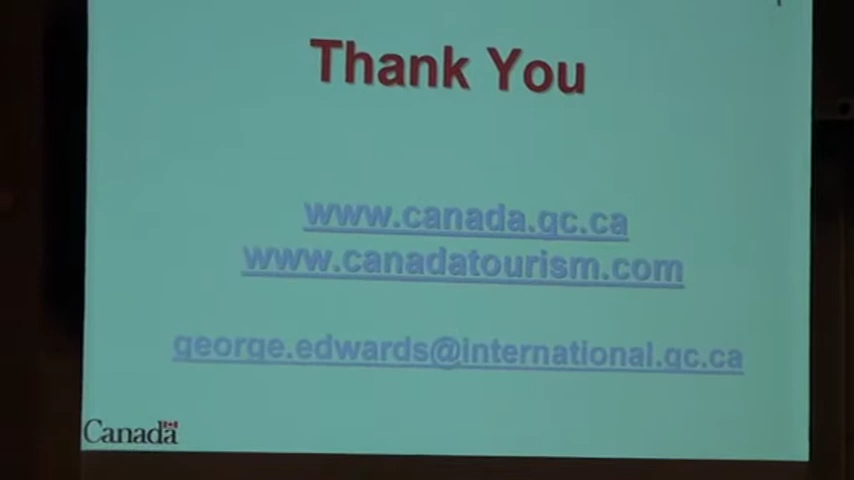 Thank You
www.canada.gc.ca
www.canadatourism.com
george.edwards@international.gc.ca
Canada